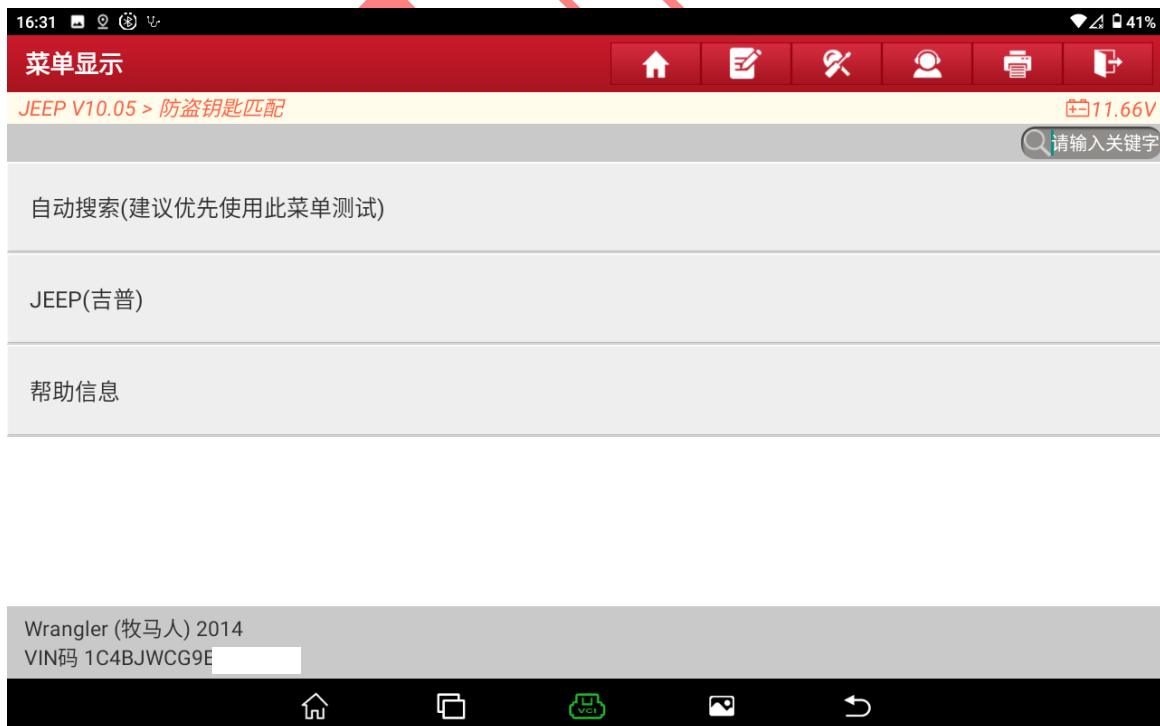 16:31
41%
菜单显示
JEEP V10.05 > 防盗钥匙匹配
11.66V
请输入关键字
自动搜索(建议优先使用此菜单测试)
JEEP(吉普)
帮助信息
Wrangler (牧马人) 2014
VIN码 1C4BJWCG9E
VCI